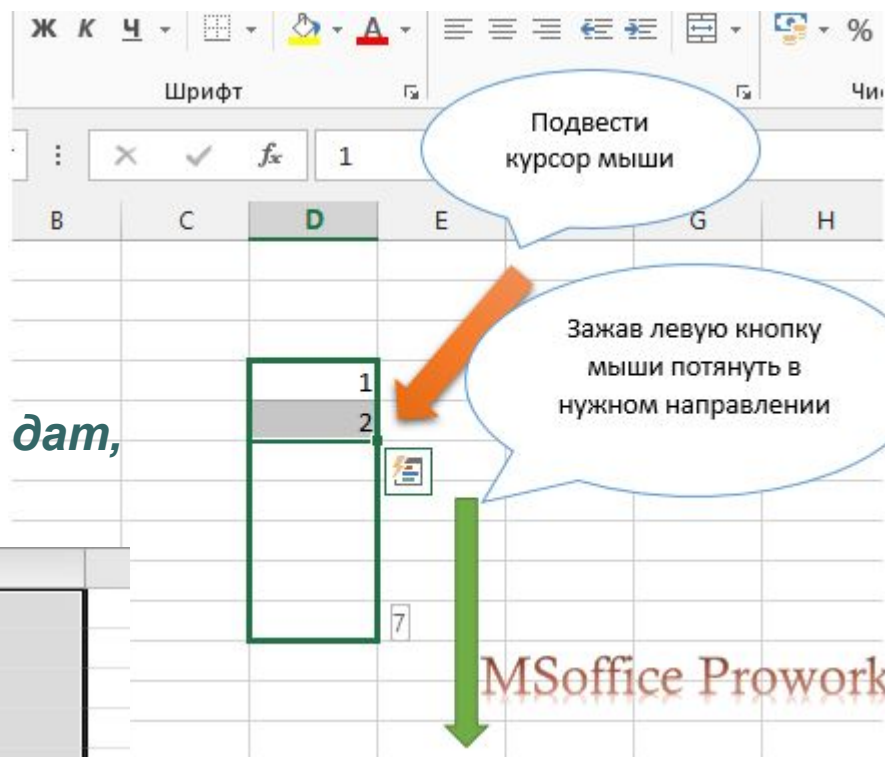 Ж К Ч А %
Шрифт Чи
fx 1
Подвести
курсор мыши
B C D E G H
Зажав левую кнопку
мыши потянуть в
нужном направлении
1
2
дат,
7
MSoffice Prowork